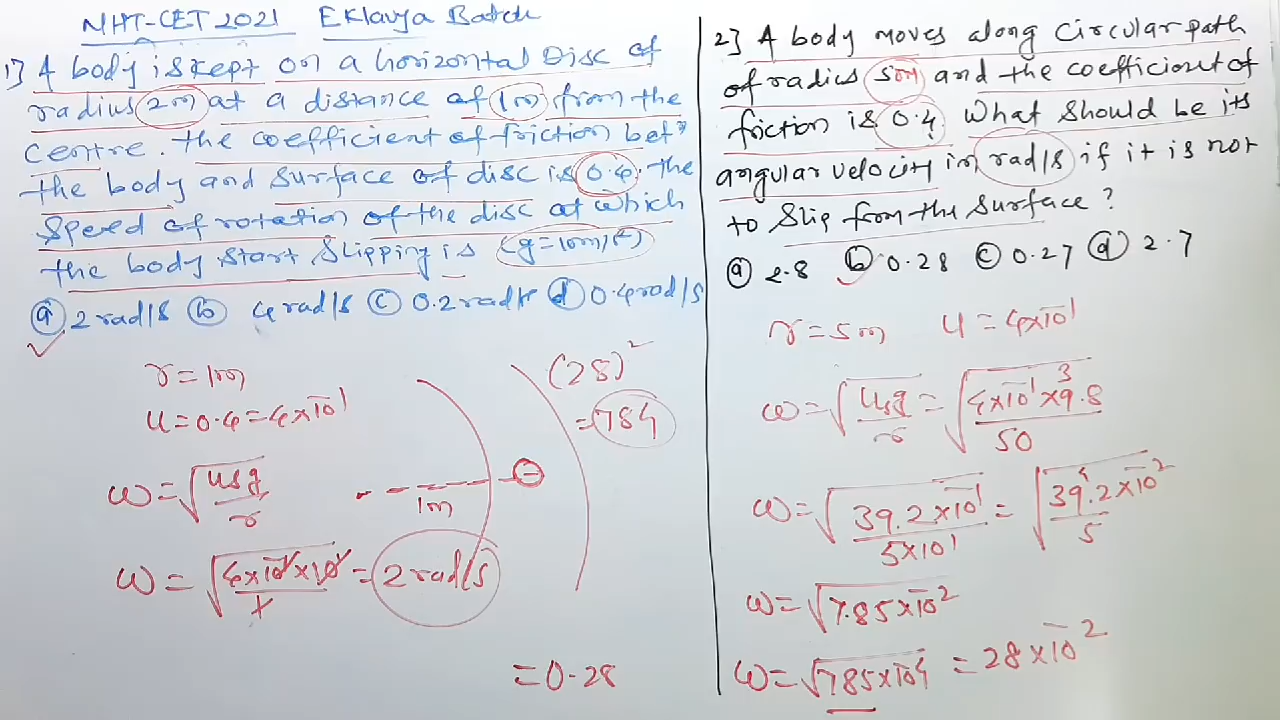 MHT-CET 2021 Eklavya Batch
1) A body is kept on a horizontal Disc of
radius 2m at a distance of 1m from the
centre. the coefficient of friction betn
the body and surface of disc is 0.4. the
speed of rotation of the disc at which
the body start slipping is (g=10m/s²)
ⓐ 2 rad/s ⓑ 4 rad/s ⓒ 0.2 rad/s ⓓ 0.4 rad/s
r = 1m
u = 0.4 = 4×10⁻¹
ω = √(usg/r)
ω = √(4×10⁻¹×10¹/1) = 2 rad/s
1m
(28)²
= 784
= 0.28
2] A body moves along Circular path
of radius 5m and the coefficient of
friction is 0.4. What should be its
angular velocity in rad/s if it is not
to slip from the surface?
ⓐ 2.8 ⓑ 0.28 ⓒ 0.27 ⓓ 2.7
r = 5m u = 4×10⁻¹
ω = √(usg/r) = √(4×10⁻¹×9.8/50)
ω = √(39.2×10⁻¹/5×10¹) = √(39.2×10⁻²/5)
ω = √(7.85×10⁻²)
ω = √(785×10⁻⁴) = 28×10⁻²